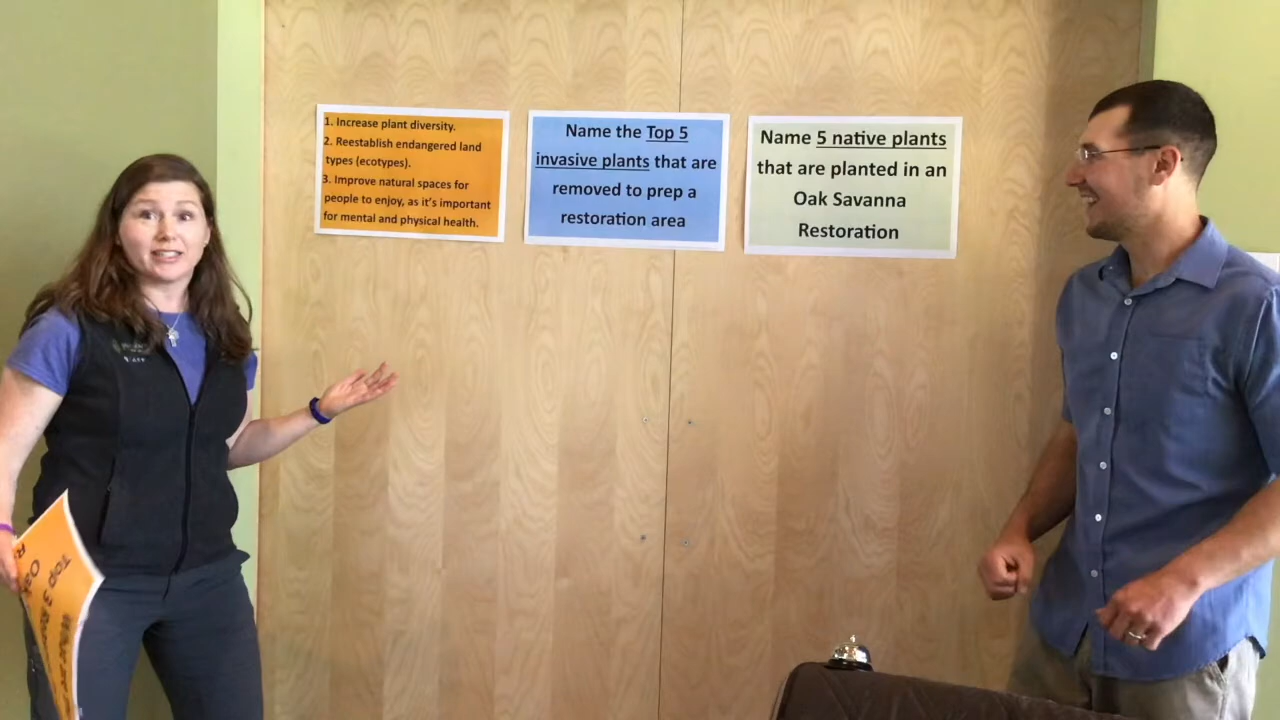 1. Increase plant diversity.
2. Reestablish endangered land
types (ecotypes).
3. Improve natural spaces for
people to enjoy, as it's important
for mental and physical health.
Name the Top 5
invasive plants that are
removed to prep a
restoration area
Name 5 native plants
that are planted in an
Oak Savanna
Restoration
What are
Top 3